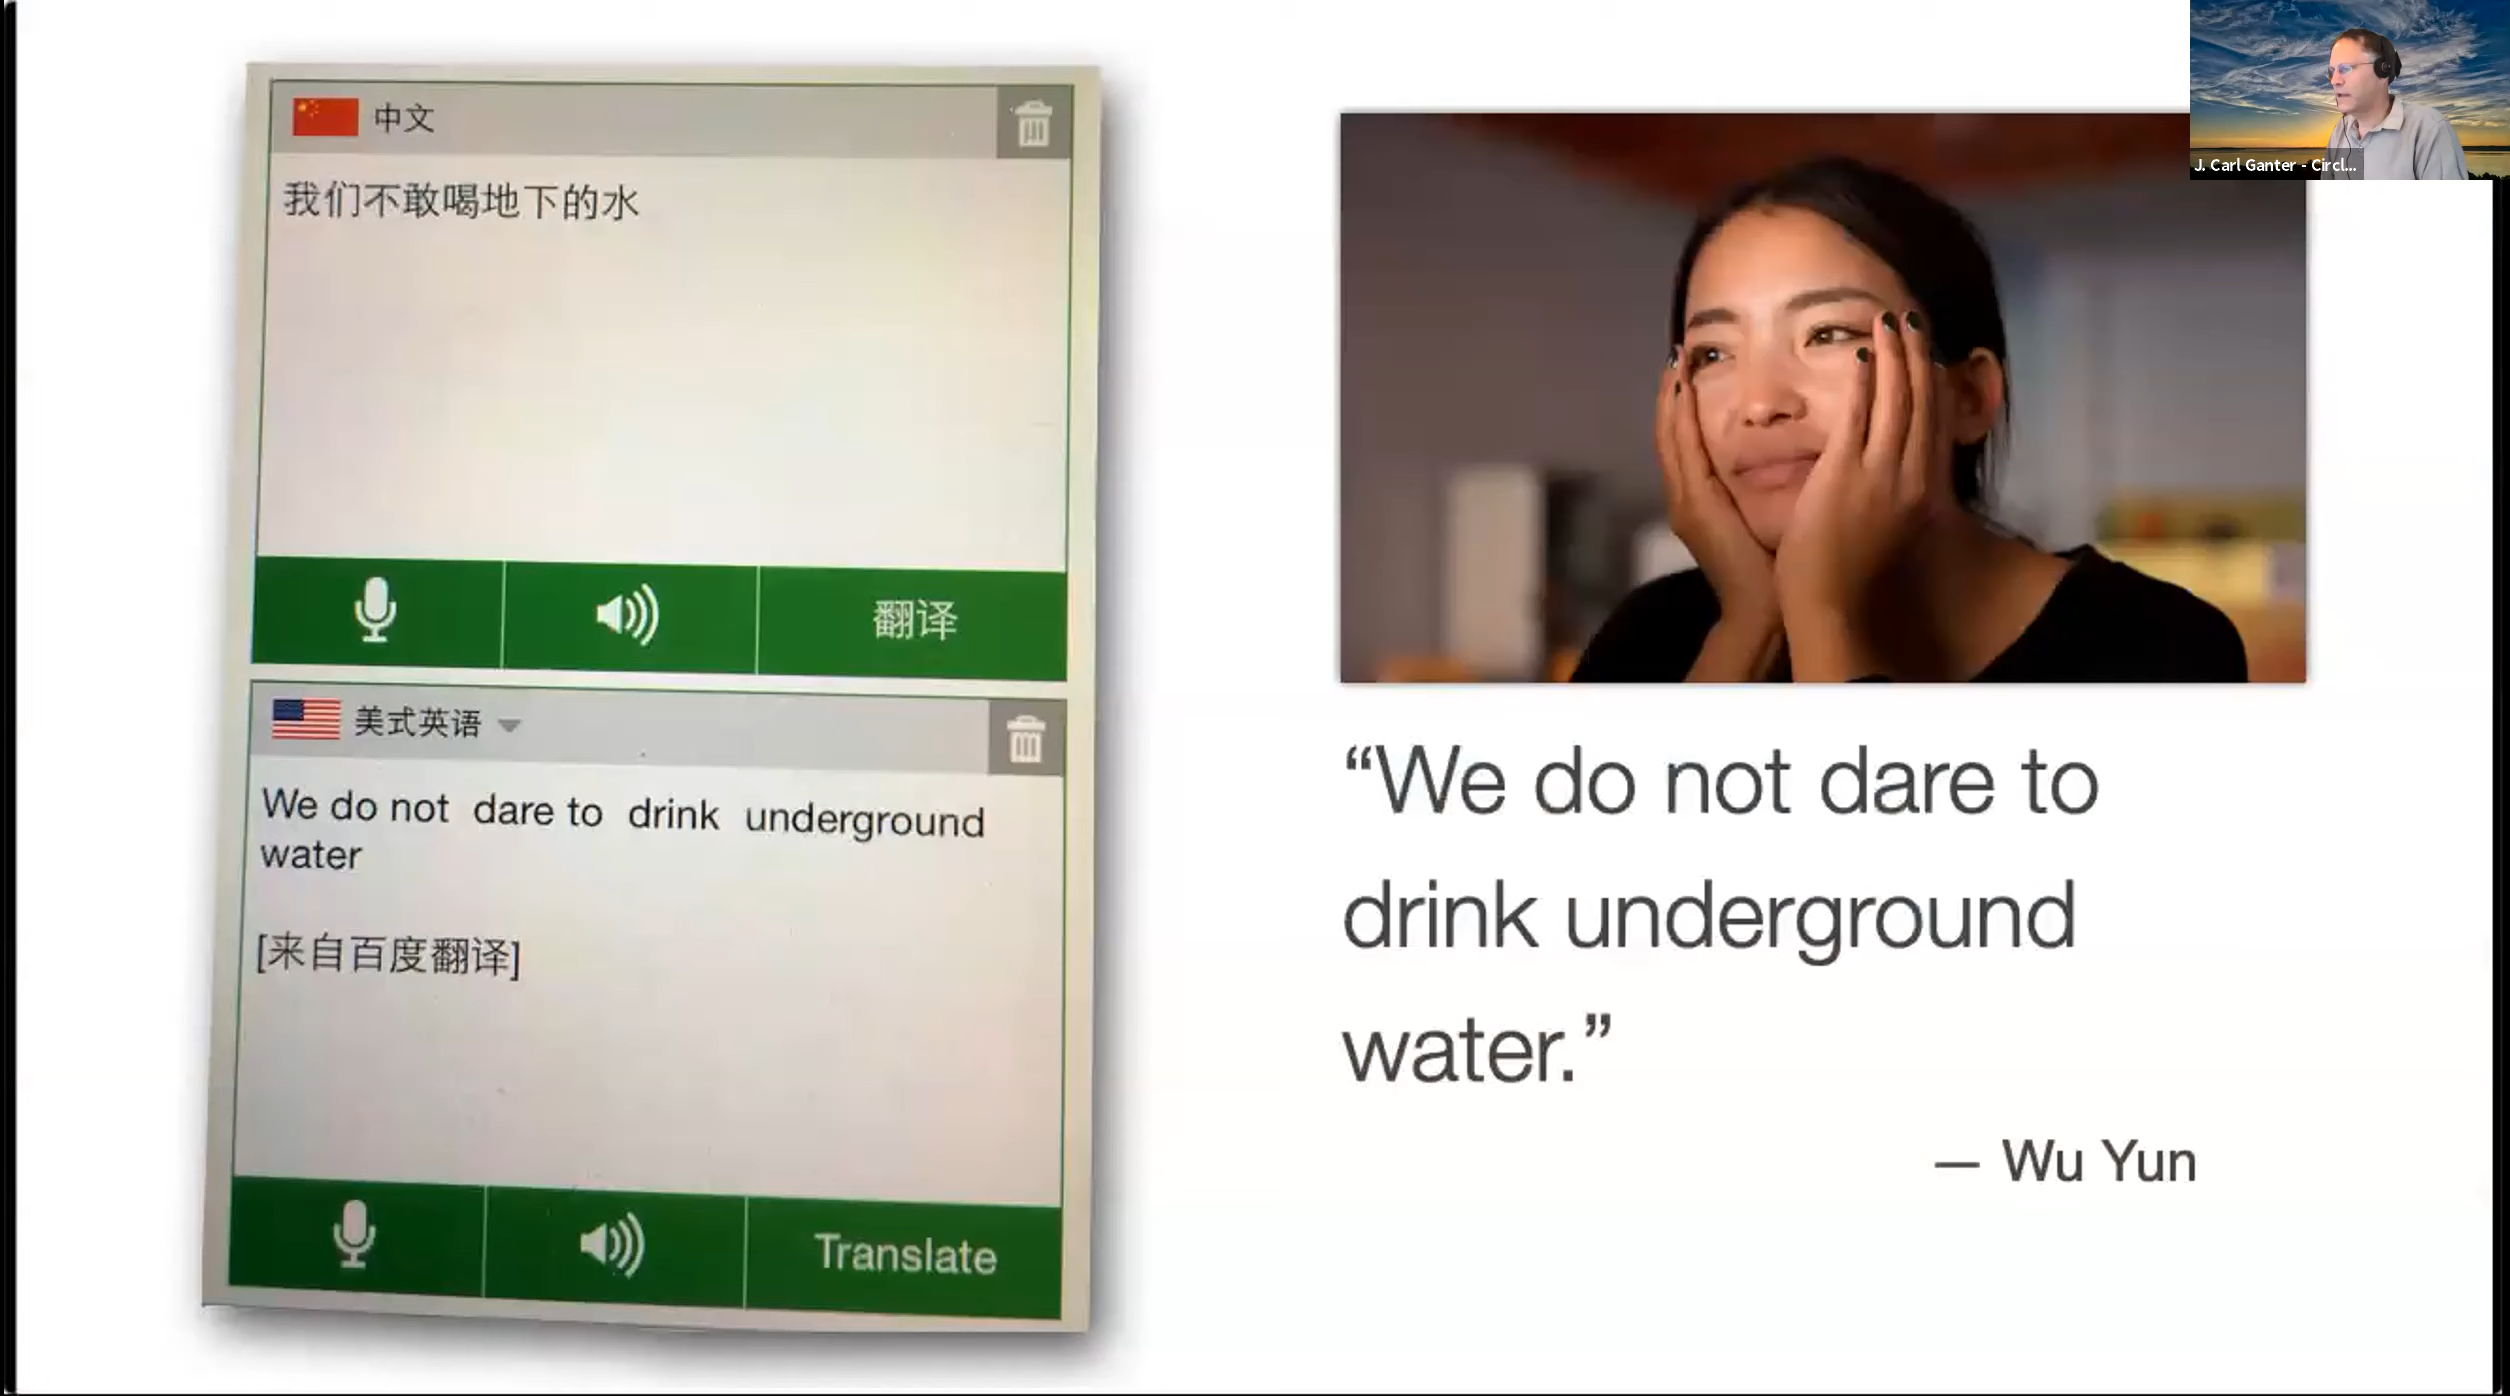 中文
我们不敢喝地下的水
翻译
美式英语
We do not dare to drink underground
water
[来自百度翻译]
Translate
“We do not dare to
drink underground
water.”
— Wu Yun
J. Carl Ganter - Circl...